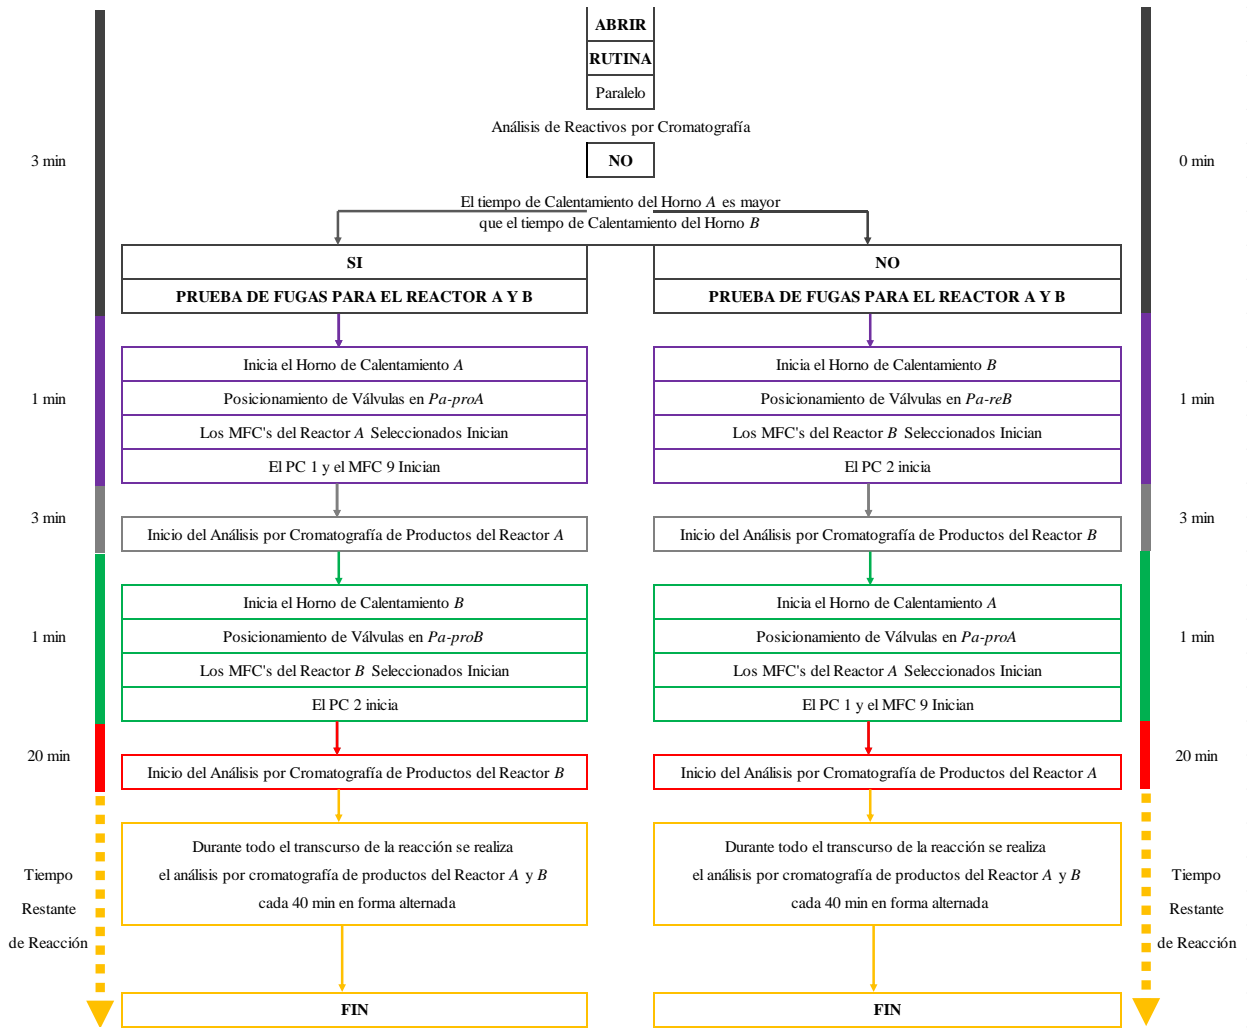 ABRIR
RUTINA
Paralelo
Análisis de Reactivos por Cromatografía
3 min
NO
0 min
El tiempo de Calentamiento del Horno A es mayor
que el tiempo de Calentamiento del Horno B
SI
PRUEBA DE FUGAS PARA EL REACTOR A Y B
NO
PRUEBA DE FUGAS PARA EL REACTOR A Y B
1 min
Inicia el Horno de Calentamiento A
Posicionamiento de Válvulas en Pa-proA
Los MFC's del Reactor A Seleccionados Inician
El PC 1 y el MFC 9 Inician
Inicia el Horno de Calentamiento B
Posicionamiento de Válvulas en Pa-reB
Los MFC's del Reactor B Seleccionados Inician
El PC 2 inicia
1 min
3 min
Inicio del Análisis por Cromatografía de Productos del Reactor A
Inicio del Análisis por Cromatografía de Productos del Reactor B
3 min
1 min
Inicia el Horno de Calentamiento B
Posicionamiento de Válvulas en Pa-proB
Los MFC's del Reactor B Seleccionados Inician
El PC 2 inicia
Inicia el Horno de Calentamiento A
Posicionamiento de Válvulas en Pa-proA
Los MFC's del Reactor A Seleccionados Inician
El PC 1 y el MFC 9 Inician
1 min
20 min
Inicio del Análisis por Cromatografía de Productos del Reactor B
Inicio del Análisis por Cromatografía de Productos del Reactor A
20 min
Tiempo
Restante
de Reacción
Durante todo el transcurso de la reacción se realiza
el análisis por cromatografía de productos del Reactor A y B
cada 40 min en forma alternada
Durante todo el transcurso de la reacción se realiza
el análisis por cromatografía de productos del Reactor A y B
cada 40 min en forma alternada
Tiempo
Restante
de Reacción
FIN
FIN